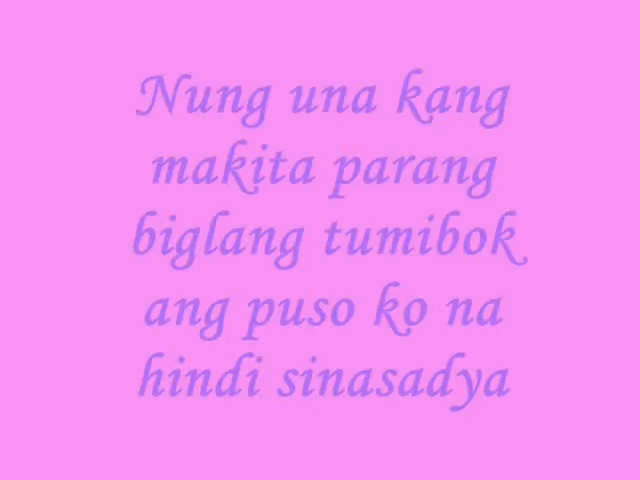 Nung una kang
makita parang
biglang tumibok
ang puso ko na
hindi sinasadya